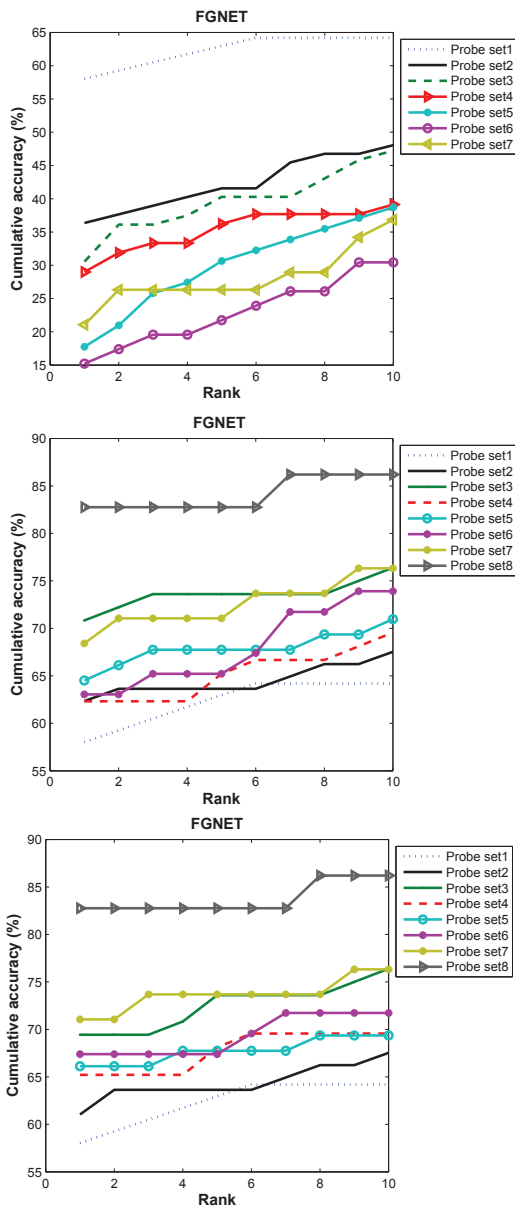 FGNET
65
60
55
50
45
40
35
30
25
20
15
0
2
4
6
8
10
Cumulative accuracy (%)
Rank
Probe set1
Probe set2
Probe set3
Probe set4
Probe set5
Probe set6
Probe set7
FGNET
90
85
80
75
70
65
60
55
0
2
4
6
8
10
Cumulative accuracy (%)
Rank
Probe set1
Probe set2
Probe set3
Probe set4
Probe set5
Probe set6
Probe set7
Probe set8
FGNET
90
85
80
75
70
65
60
55
0
2
4
6
8
10
Cumulative accuracy (%)
Rank
Probe set1
Probe set2
Probe set3
Probe set4
Probe set5
Probe set6
Probe set7
Probe set8